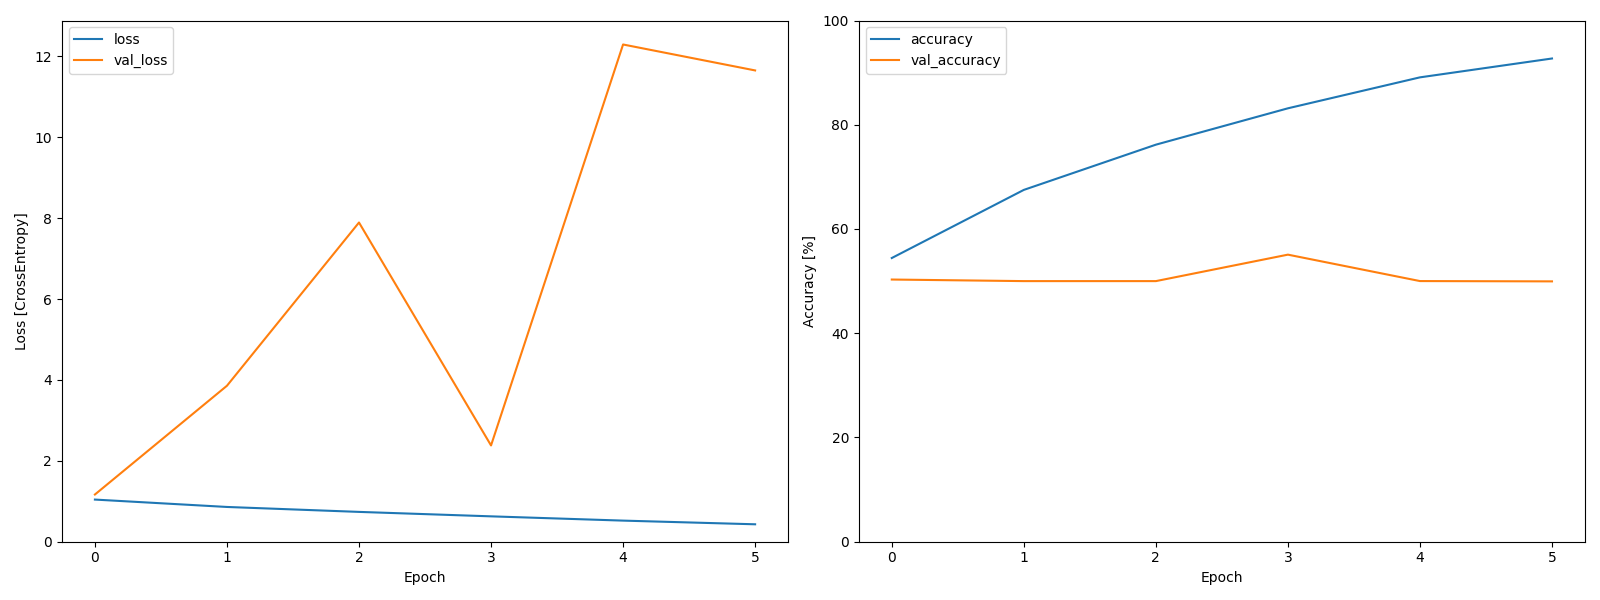 loss
val_loss
12
10
8
6
4
2
0
Loss [CrossEntropy]
0 1 2 3 4 5
Epoch
accuracy
val_accuracy
100
80
60
40
20
0
Accuracy [%]
0 1 2 3 4 5
Epoch